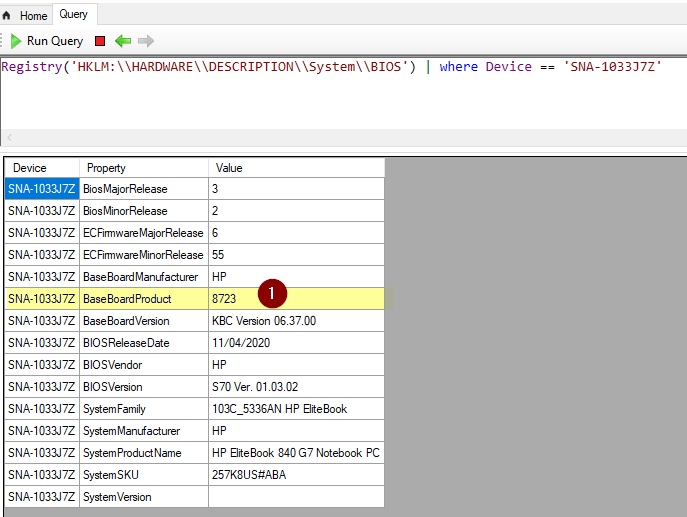 Home Query
Run Query
Registry('HKLM:\\HARDWARE\\DESCRIPTION\\System\\BIOS') | where Device == 'SNA-1033J7Z'
Device Property Value
SNA-1033J7Z BiosMajorRelease 3
SNA-1033J7Z BiosMinorRelease 2
SNA-1033J7Z ECFirmwareMajorRelease 6
SNA-1033J7Z ECFirmwareMinorRelease 55
SNA-1033J7Z BaseBoardManufacturer HP
SNA-1033J7Z BaseBoardProduct 8723 1
SNA-1033J7Z BaseBoardVersion KBC Version 06.37.00
SNA-1033J7Z BIOSReleaseDate 11/04/2020
SNA-1033J7Z BIOSVendor HP
SNA-1033J7Z BIOSVersion S70 Ver. 01.03.02
SNA-1033J7Z SystemFamily 103C_5336AN HP EliteBook
SNA-1033J7Z SystemManufacturer HP
SNA-1033J7Z SystemProductName HP EliteBook 840 G7 Notebook PC
SNA-1033J7Z SystemSKU 257K8US#ABA
SNA-1033J7Z SystemVersion